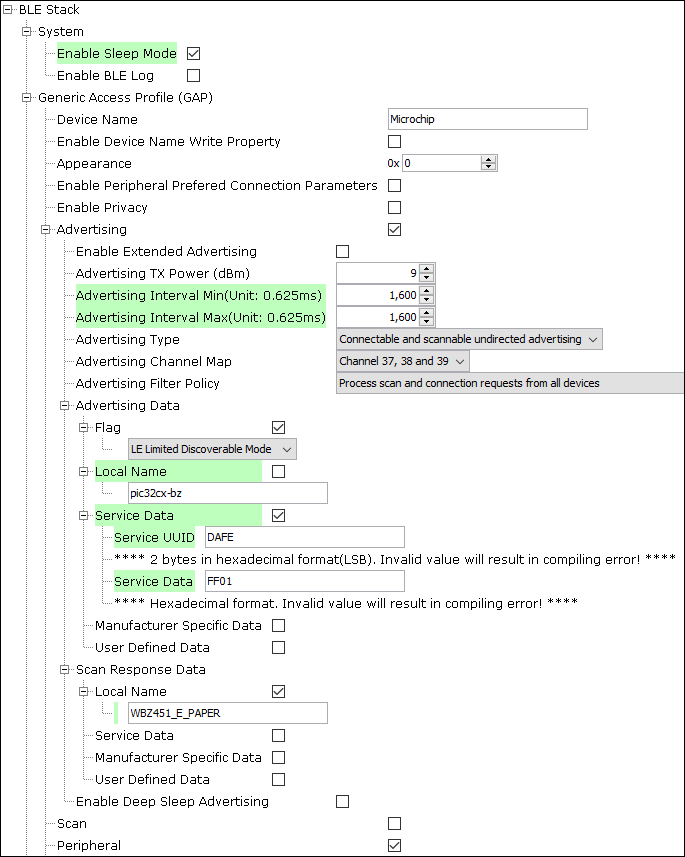 BLE Stack
System
Enable Sleep Mode
Enable BLE Log
Generic Access Profile (GAP)
Device Name Microchip
Enable Device Name Write Property
Appearance 0x 0
Enable Peripheral Prefered Connection Parameters
Enable Privacy
Advertising
Enable Extended Advertising
Advertising TX Power (dBm) 9
Advertising Interval Min(Unit: 0.625ms) 1,600
Advertising Interval Max(Unit: 0.625ms) 1,600
Advertising Type Connectable and scannable undirected advertising
Advertising Channel Map Channel 37, 38 and 39
Advertising Filter Policy Process scan and connection requests from all devices
Advertising Data
Flag
LE Limited Discoverable Mode
Local Name
pic32cx-bz
Service Data
Service UUID DAFE
**** 2 bytes in hexadecimal format(LSB). Invalid value will result in compiling error! ****
Service Data FF01
**** Hexadecimal format. Invalid value will result in compiling error! ****
Manufacturer Specific Data
User Defined Data
Scan Response Data
Local Name
WBZ451_E_PAPER
Service Data
Manufacturer Specific Data
User Defined Data
Enable Deep Sleep Advertising
Scan
Peripheral